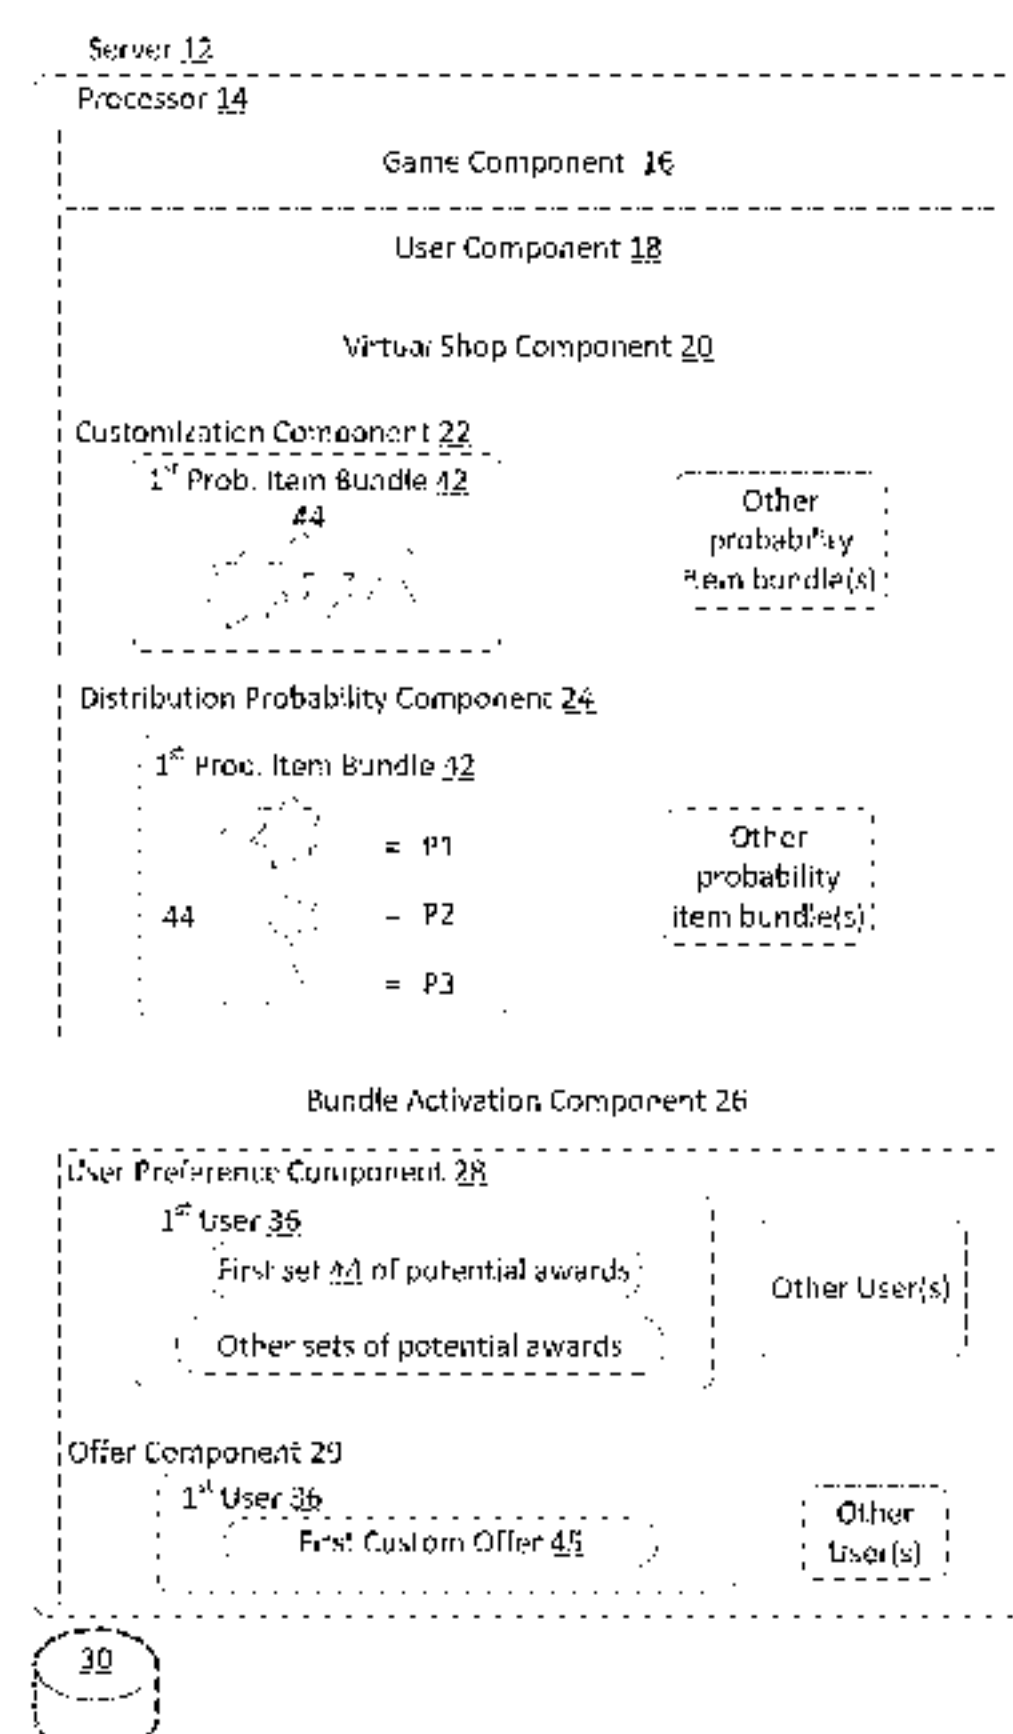 Server 12
Processor 14
Game Component 16
User Component 18
Virtual Shop Component 20
Customization Component 22
1st Prob. Item Bundle 42
44
Other
probability
item bundle(s)
Distribution Probability Component 24
1st Prob. Item Bundle 42
= P1
Other
probability
item bundle(s)
44
= P2
= P3
Bundle Activation Component 26
User Preference Component 28
1st User 36
First set 44 of potential awards
Other User(s)
Other sets of potential awards
Offer Component 29
1st User 36
Other
User(s)
First Custom Offer 45
30